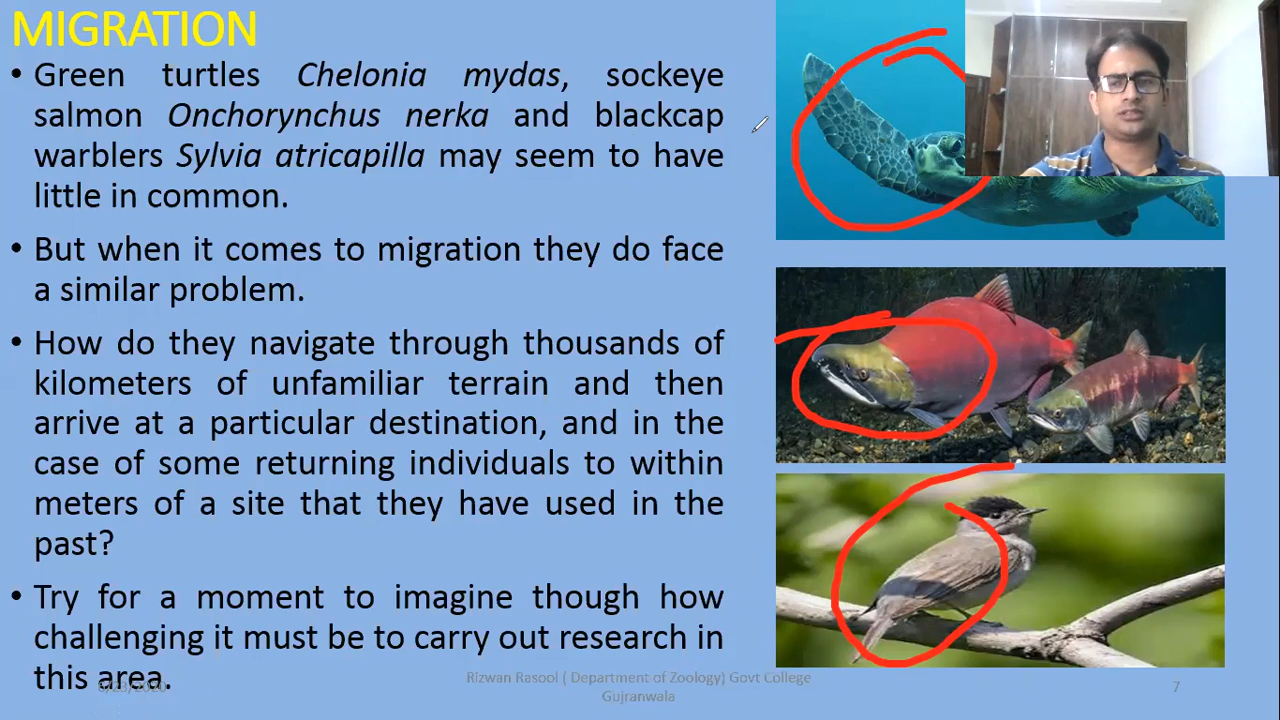 MIGRATION
• Green turtles Chelonia mydas, sockeye
salmon Onchorynchus nerka and blackcap
warblers Sylvia atricapilla may seem to have
little in common.
• But when it comes to migration they do face
a similar problem.
• How do they navigate through thousands of
kilometers of unfamiliar terrain and then
arrive at a particular destination, and in the
case of some returning individuals to within
meters of a site that they have used in the
past?
• Try for a moment to imagine though how
challenging it must be to carry out research in
this area.
Rizwan Rasool ( Department of Zoology) Govt College
Gujranwala
7